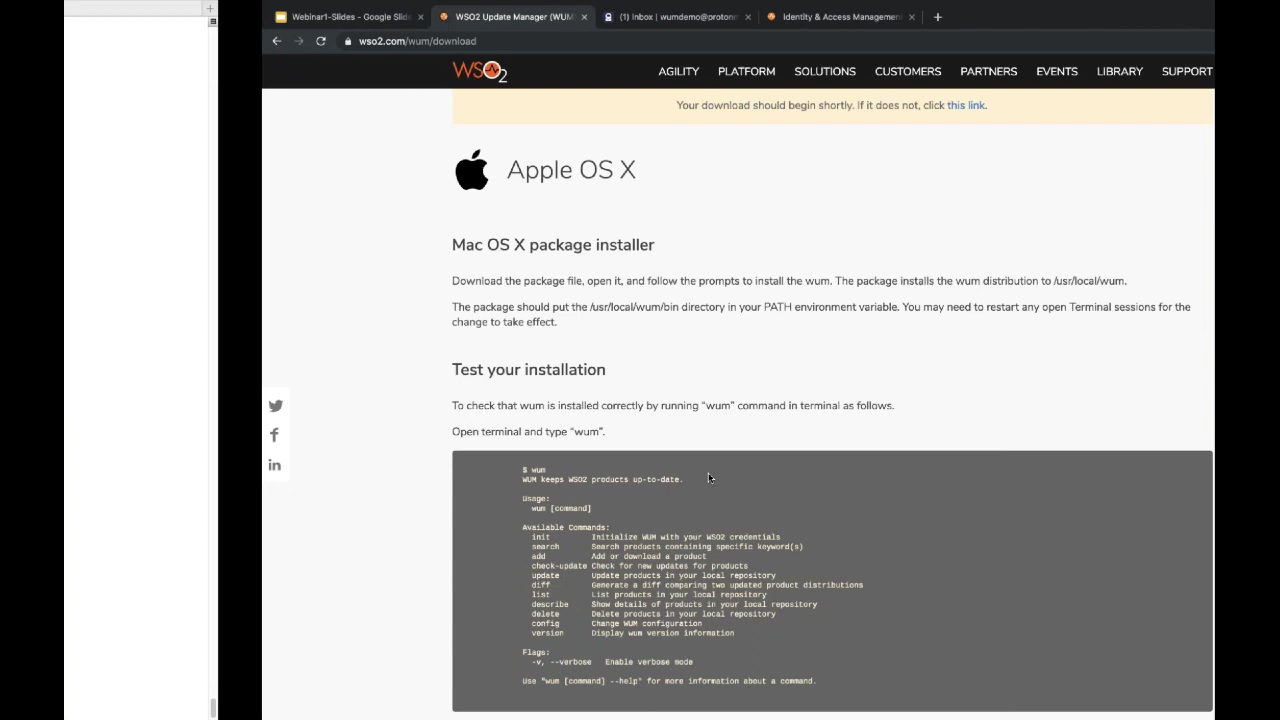 Webinar1-Slides - Google Slide
WSO2 Update Manager (WUM
(1) Inbox | wumdemo@protonm
Identity & Access Management
wso2.com/wum/download
WSO2
AGILITY PLATFORM SOLUTIONS CUSTOMERS PARTNERS EVENTS LIBRARY SUPPORT
Your download should begin shortly. If it does not, click this link.
Apple OS X
Mac OS X package installer
Download the package file, open it, and follow the prompts to install the wum. The package installs the wum distribution to /usr/local/wum.
The package should put the /usr/local/wum/bin directory in your PATH environment variable. You may need to restart any open Terminal sessions for the
change to take effect.
Test your installation
To check that wum is installed correctly by running “wum” command in terminal as follows.
Open terminal and type “wum”.
$ wum
WUM keeps WSO2 products up-to-date.
Usage:
wum [command]
Available Commands:
init Initialize WUM with your WSO2 credentials
search Search products containing specific keyword(s)
add Add or download a product
check-update Check for new updates for products
update Update products in your local repository
diff Generate a diff comparing two updated product distributions
list List products in your local repository
describe Show details of products in your local repository
delete Delete products in your local repository
config Change WUM configuration
version Display wum version information
Flags:
-v, --verbose Enable verbose mode
Use "wum [command] --help" for more information about a command.